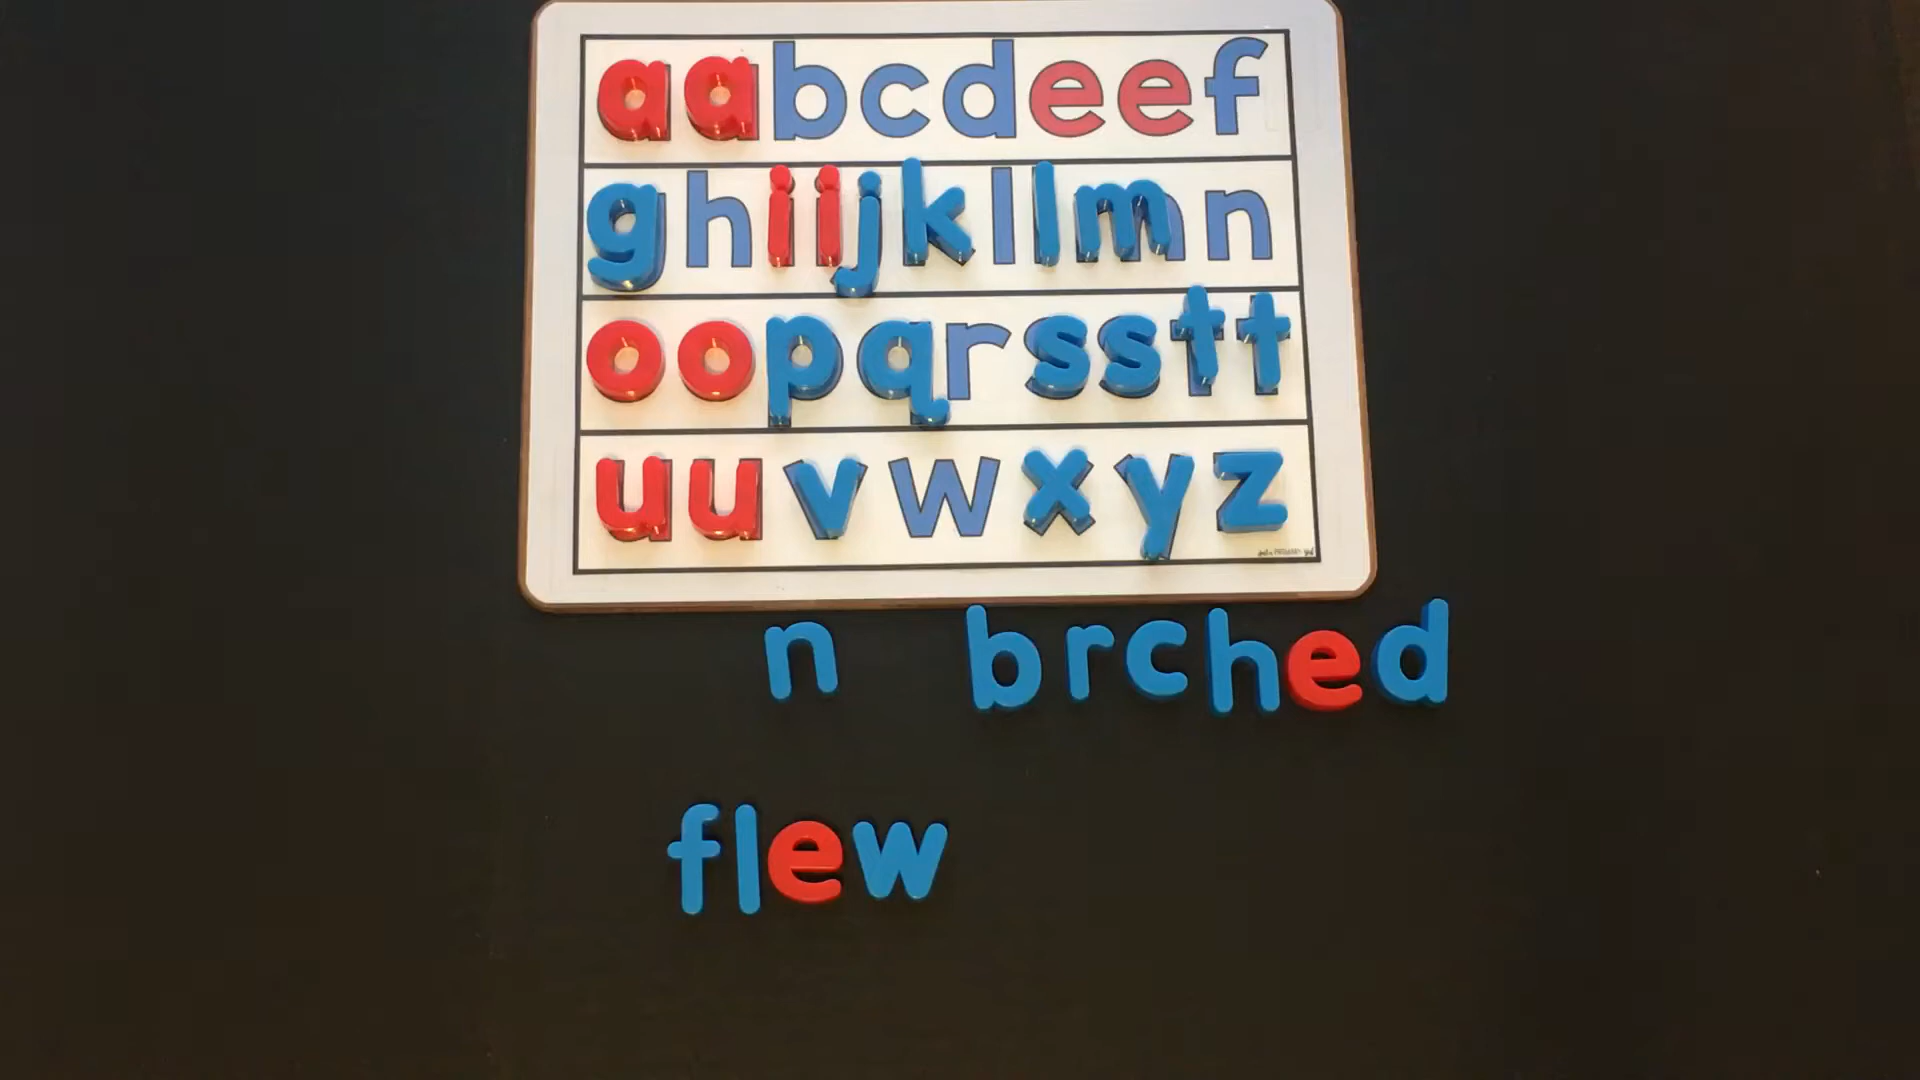 aabcdeef
ghiijkllmn
oopqrsstt
uuvwxyz
n brched
flew